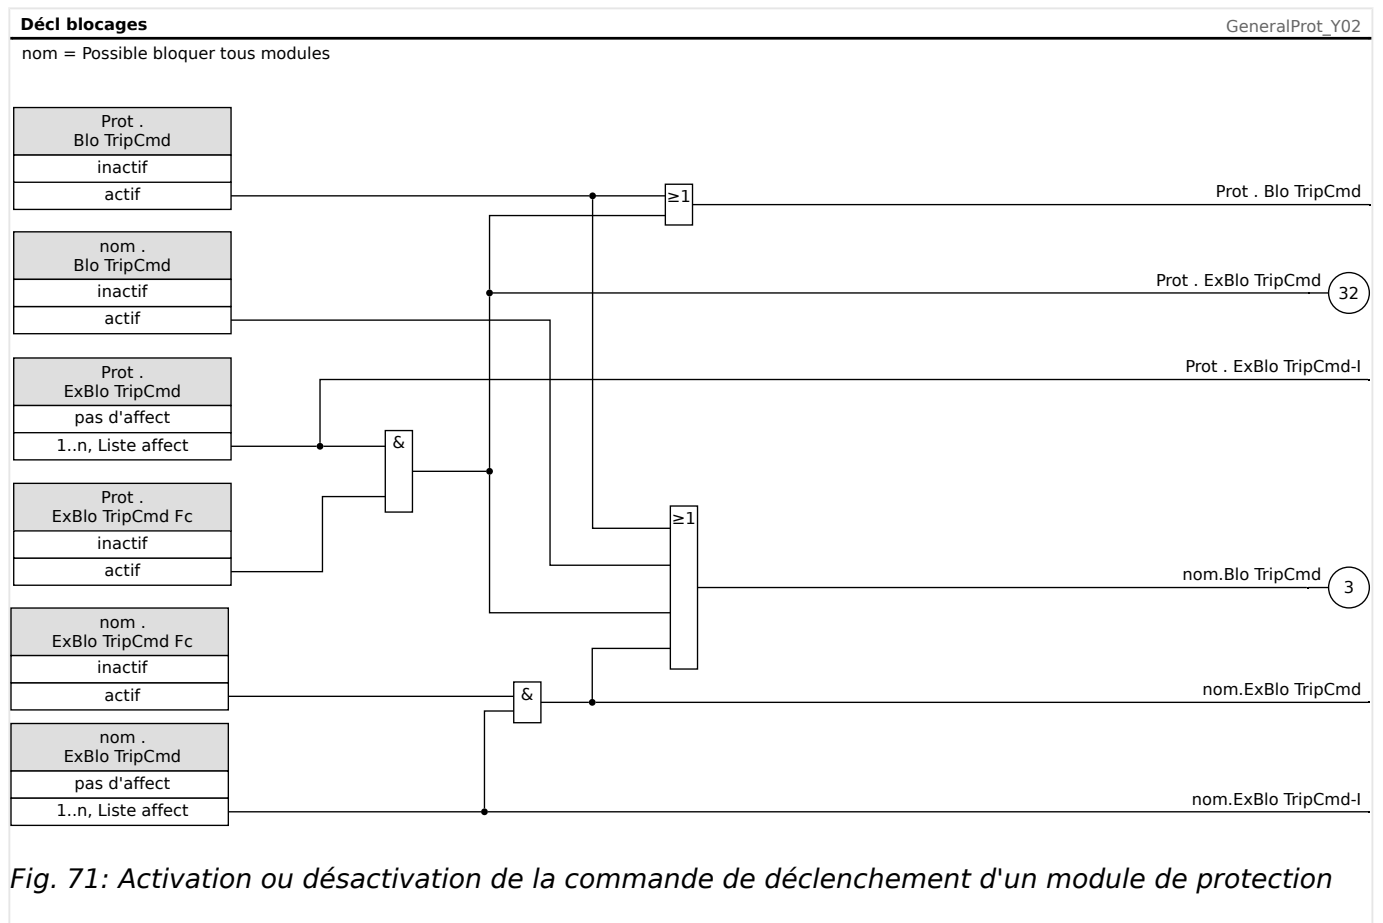 Décl blocages
GeneralProt_Y02
nom = Possible bloquer tous modules
Prot .
Blo TripCmd
inactif
actif
≥1
Prot . Blo TripCmd
nom .
Blo TripCmd
inactif
actif
Prot . ExBlo TripCmd
32
Prot .
ExBlo TripCmd
pas d'affect
1..n, Liste affect
Prot . ExBlo TripCmd-I
&
Prot .
ExBlo TripCmd Fc
inactif
actif
≥1
nom.Blo TripCmd
3
nom .
ExBlo TripCmd Fc
inactif
actif
&
nom.ExBlo TripCmd
nom .
ExBlo TripCmd
pas d'affect
1..n, Liste affect
nom.ExBlo TripCmd-I
Fig. 71: Activation ou désactivation de la commande de déclenchement d'un module de protection